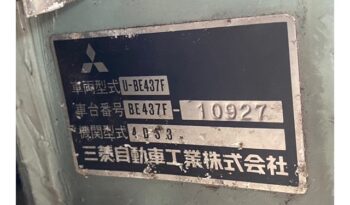 車両型式 U-BE437F
車台番号 BE437F-10927
機関型式 4D33
三菱自動車工業株式会社